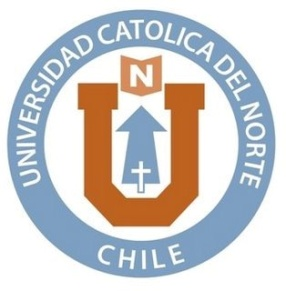 UNIVERSIDAD CATOLICA DEL NORTE
N
U
CHILE